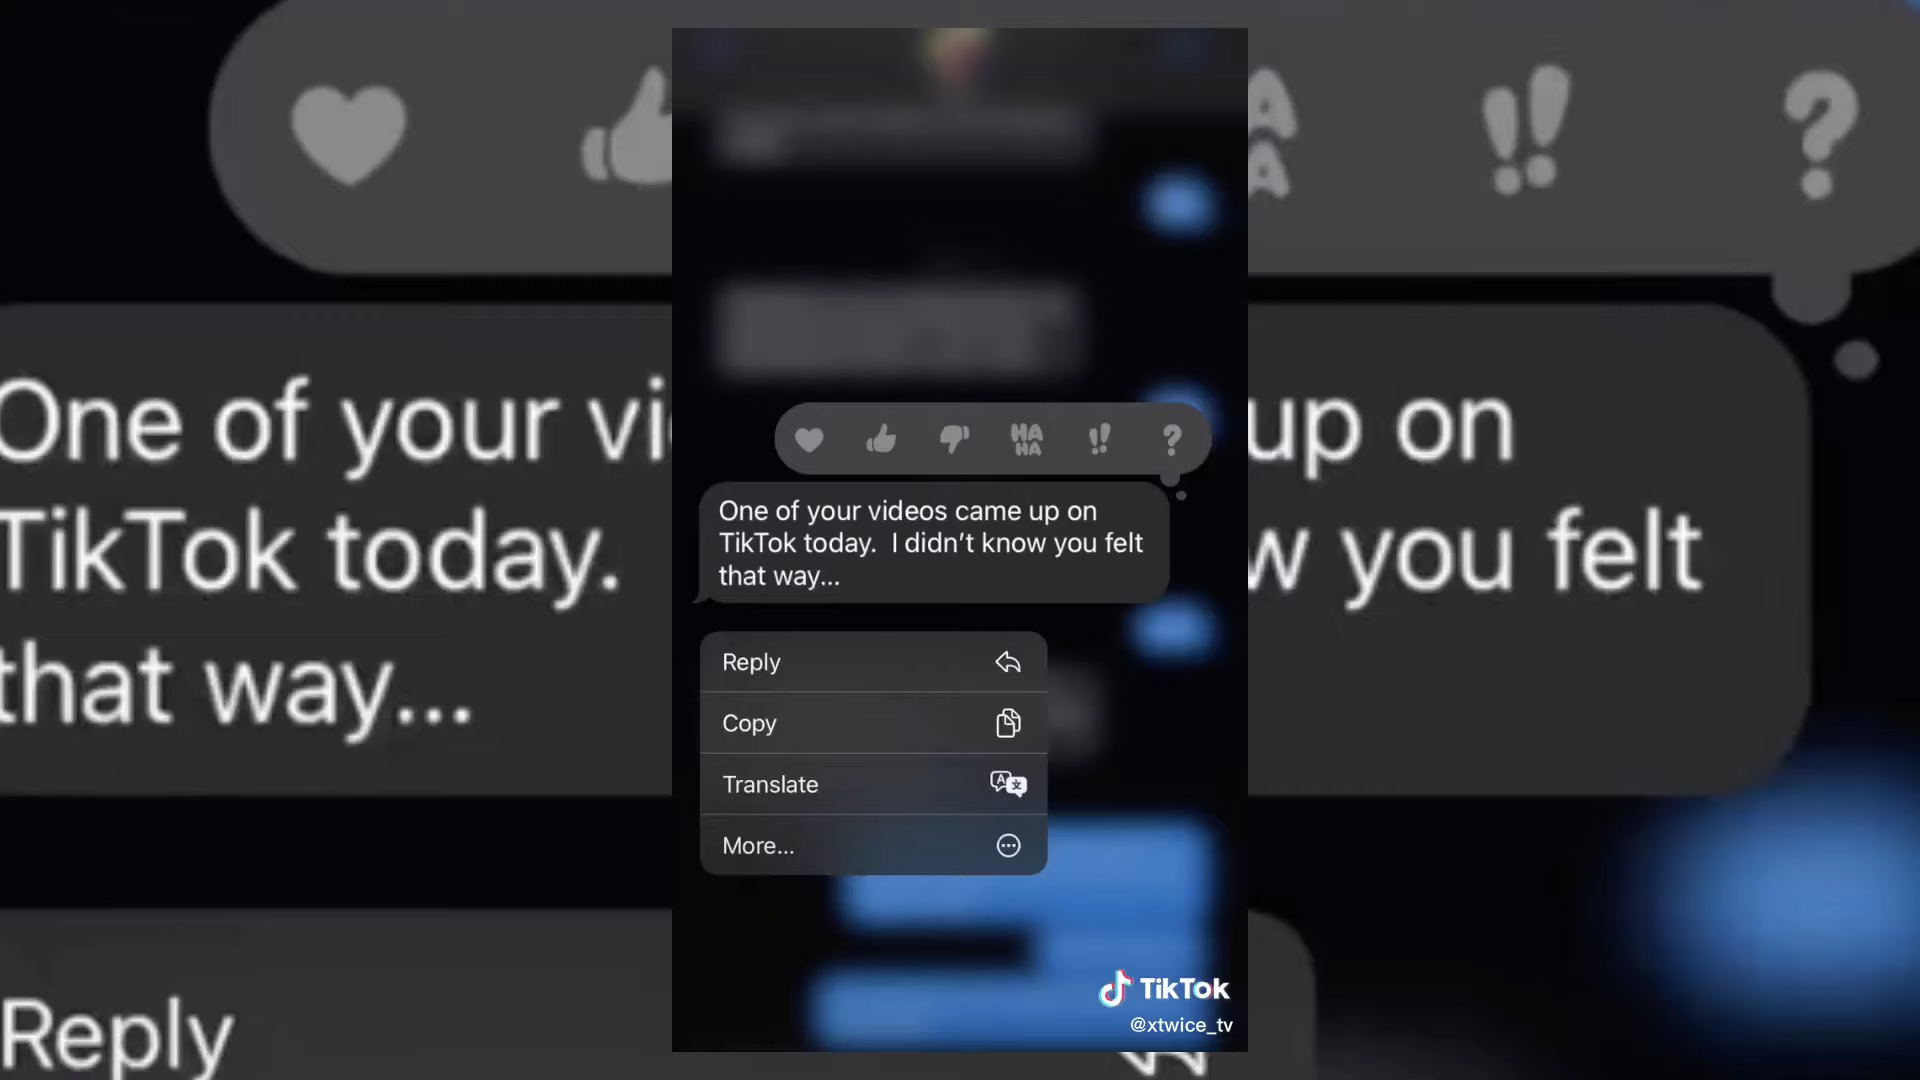 One of your vi
TikTok today.
that way...
Reply
up on
w you felt
HA
HA
One of your videos came up on
TikTok today.  I didn't know you felt
that way...
Reply
Copy
Translate
More...
TikTok
@xtwice_tv